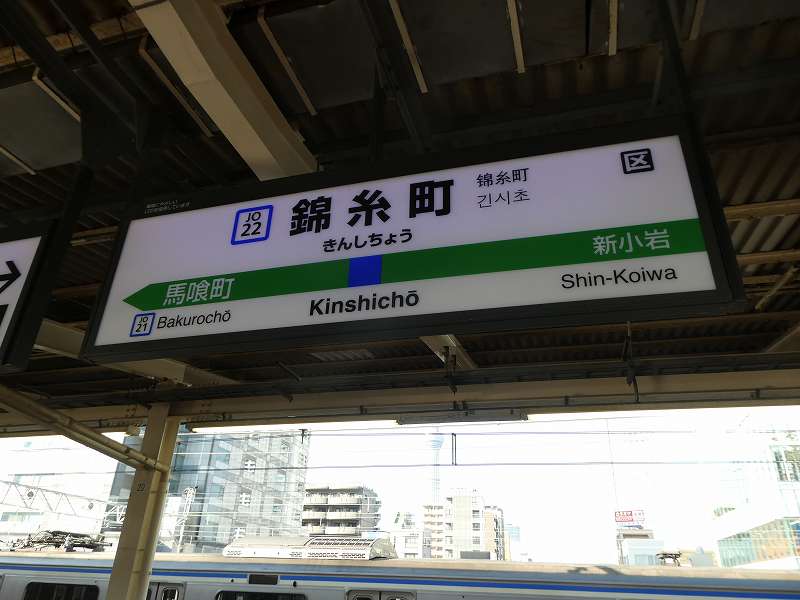 JO
22
錦糸町
錦糸町
긴시초
区
きんしちょう
馬喰町
新小岩
JO
21
Bakurochō
Kinshichō
Shin-Koiwa